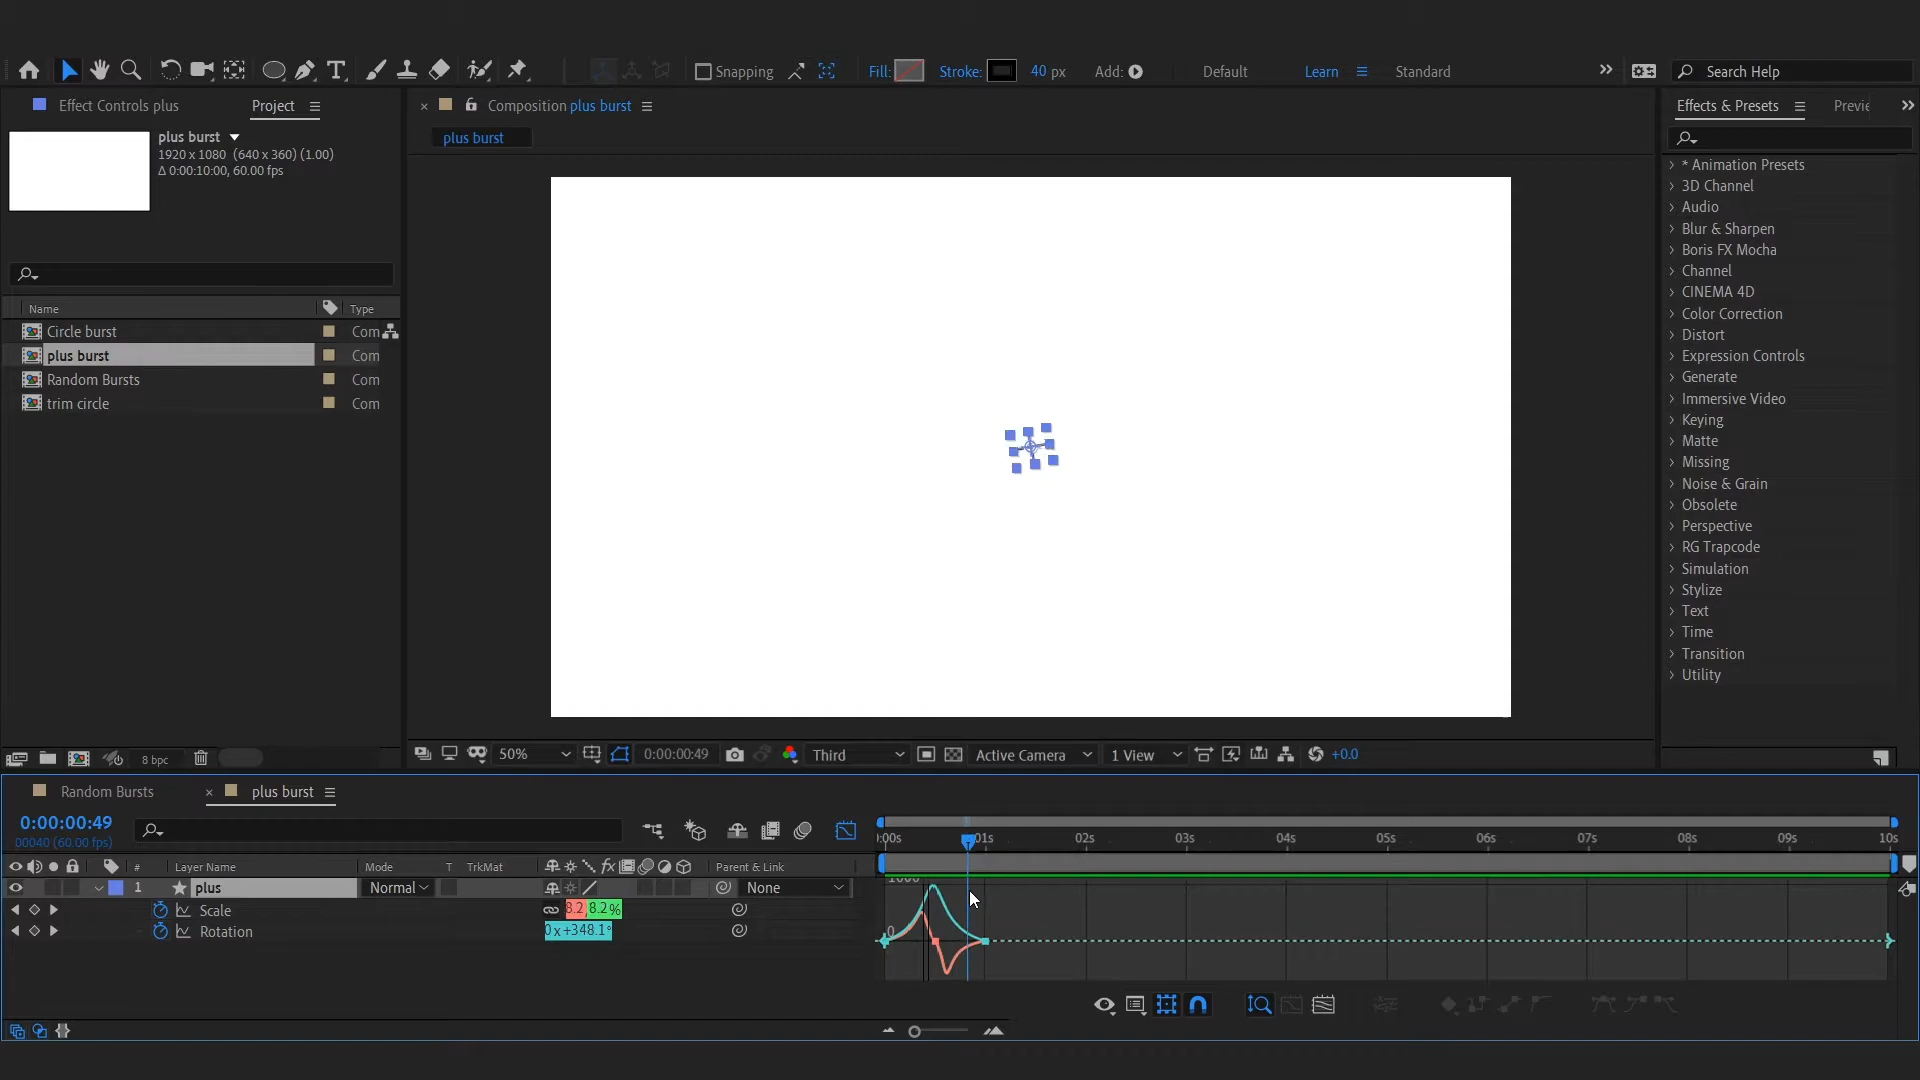 Snapping
Fill:
Stroke:
40 px
Add:
Default
Learn
Standard
Search Help
Effect Controls plus
Project
Composition plus burst
Effects & Presets
plus burst
plus burst
1920 x 1080 (640 x 360) (1.00)
Δ 0:00:10:00, 60.00 fps
* Animation Presets
3D Channel
Audio
Blur & Sharpen
Boris FX Mocha
Channel
CINEMA 4D
Color Correction
Distort
Expression Controls
Generate
Immersive Video
Keying
Matte
Missing
Noise & Grain
Obsolete
Perspective
RG Trapcode
Simulation
Stylize
Text
Time
Transition
Utility
Name
Type
Circle burst
Com
plus burst
Com
Random Bursts
Com
trim circle
Com
8 bpc
50%
0:00:00:49
Third
Active Camera
1 View
+0.0
Random Bursts
plus burst
0:00:00:49
00040 (60.00 fps)
:00s
01s
02s
03s
04s
05s
06s
07s
08s
09s
10s
#
Layer Name
Mode
T
TrkMat
fx
Parent & Link
1
plus
Normal
None
Scale
8.2, 8.2%
Rotation
0x+348.1°
0